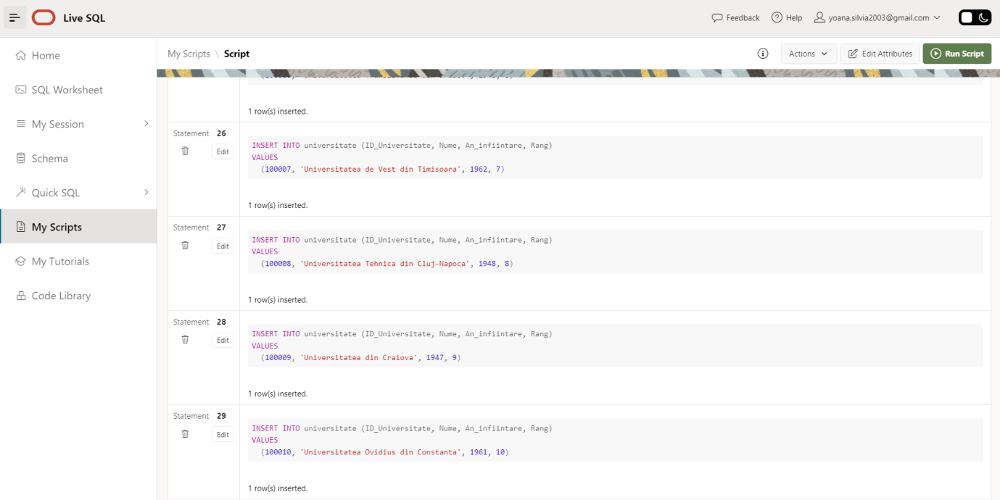 Live SQL
Feedback
Help
yoana.silvia2003@gmail.com
Home
SQL Worksheet
My Session
Schema
Quick SQL
My Scripts
My Tutorials
Code Library
My Scripts \ Script
Actions
Edit Attributes
Run Script
1 row(s) inserted.
Statement 26
Edit
INSERT INTO universitate (ID_Universitate, Nume, An_infiintare, Rang)
VALUES
(100007, 'Universitatea de Vest din Timisoara', 1962, 7)
1 row(s) inserted.
Statement 27
Edit
INSERT INTO universitate (ID_Universitate, Nume, An_infiintare, Rang)
VALUES
(100008, 'Universitatea Tehnica din Cluj-Napoca', 1948, 8)
1 row(s) inserted.
Statement 28
Edit
INSERT INTO universitate (ID_Universitate, Nume, An_infiintare, Rang)
VALUES
(100009, 'Universitatea din Craiova', 1947, 9)
1 row(s) inserted.
Statement 29
Edit
INSERT INTO universitate (ID_Universitate, Nume, An_infiintare, Rang)
VALUES
(100010, 'Universitatea Ovidius din Constanta', 1961, 10)
1 row(s) inserted.